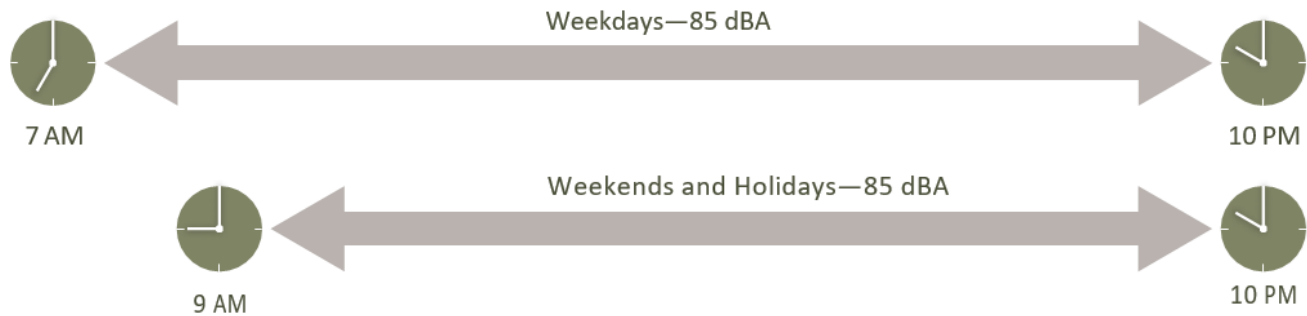 Weekdays—85 dBA
7 AM
10 PM
Weekends and Holidays—85 dBA
9 AM
10 PM